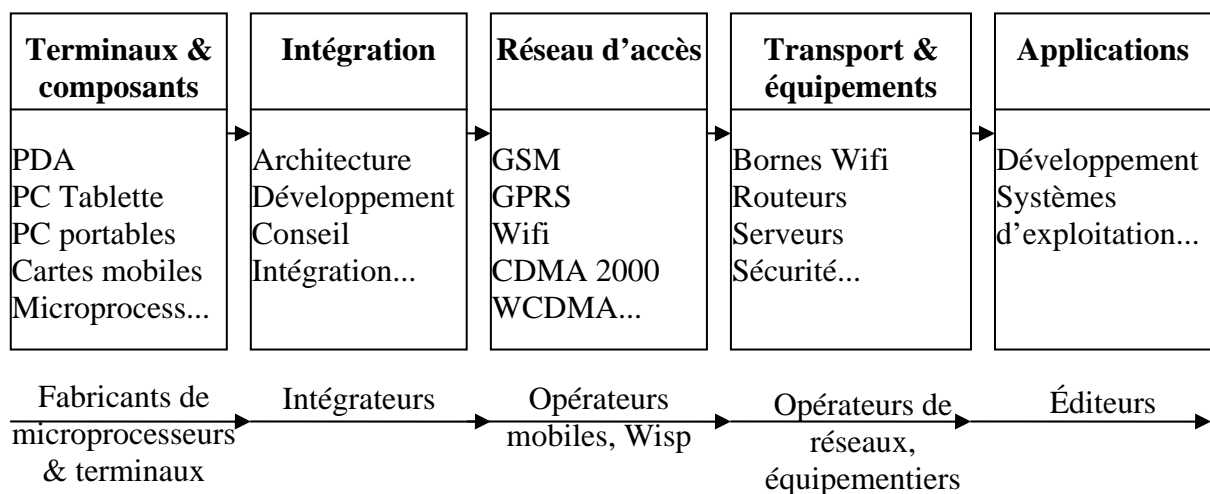 Terminaux &
composants
PDA
PC Tablette
PC portables
Cartes mobiles
Microprocess...
Intégration
Architecture
Développement
Conseil
Intégration...
Réseau d’accès
GSM
GPRS
Wifi
CDMA 2000
WCDMA...
Transport &
équipements
Bornes Wifi
Routeurs
Serveurs
Sécurité...
Applications
Développement
Systèmes
d’exploitation...
Fabricants de
microprocesseurs
& terminaux
Intégrateurs
Opérateurs
mobiles, Wisp
Opérateurs de
réseaux,
équipementiers
Éditeurs